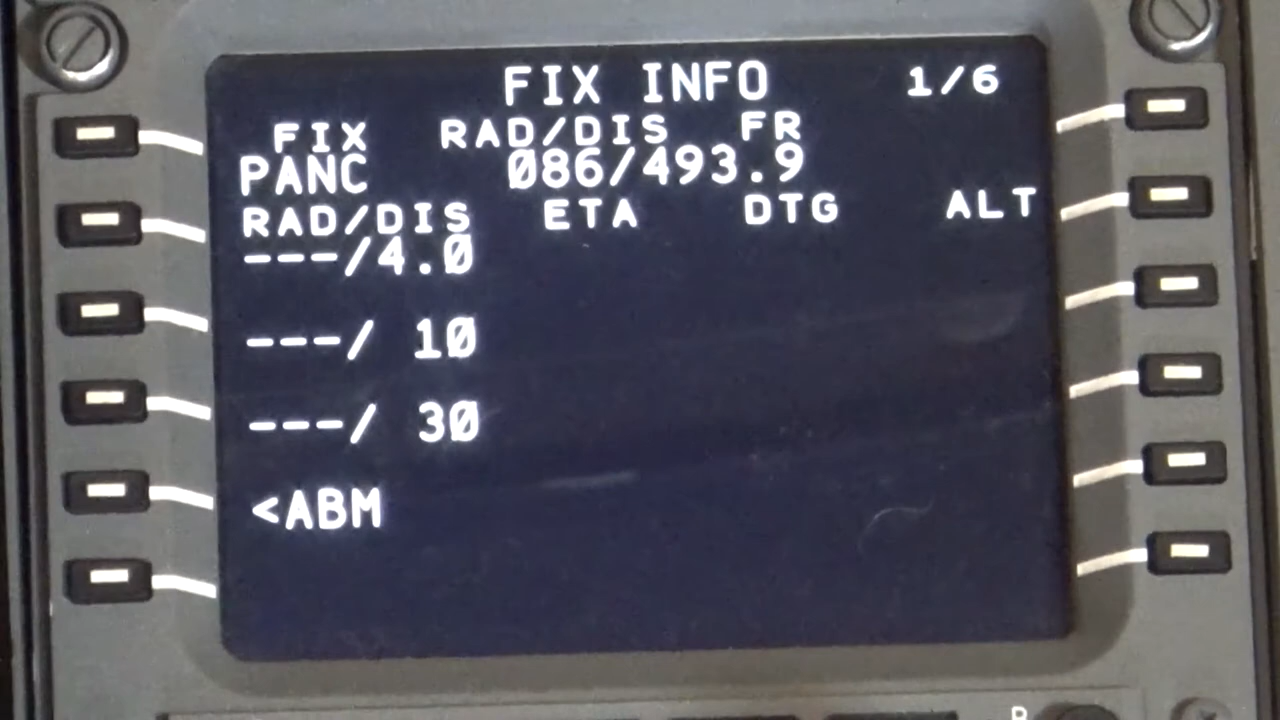 FIX INFO 1/6
FIX RAD/DIS FR
PANC 086/493.9
RAD/DIS ETA DTG ALT
---/4.0
---/ 10
---/ 30
<ABM